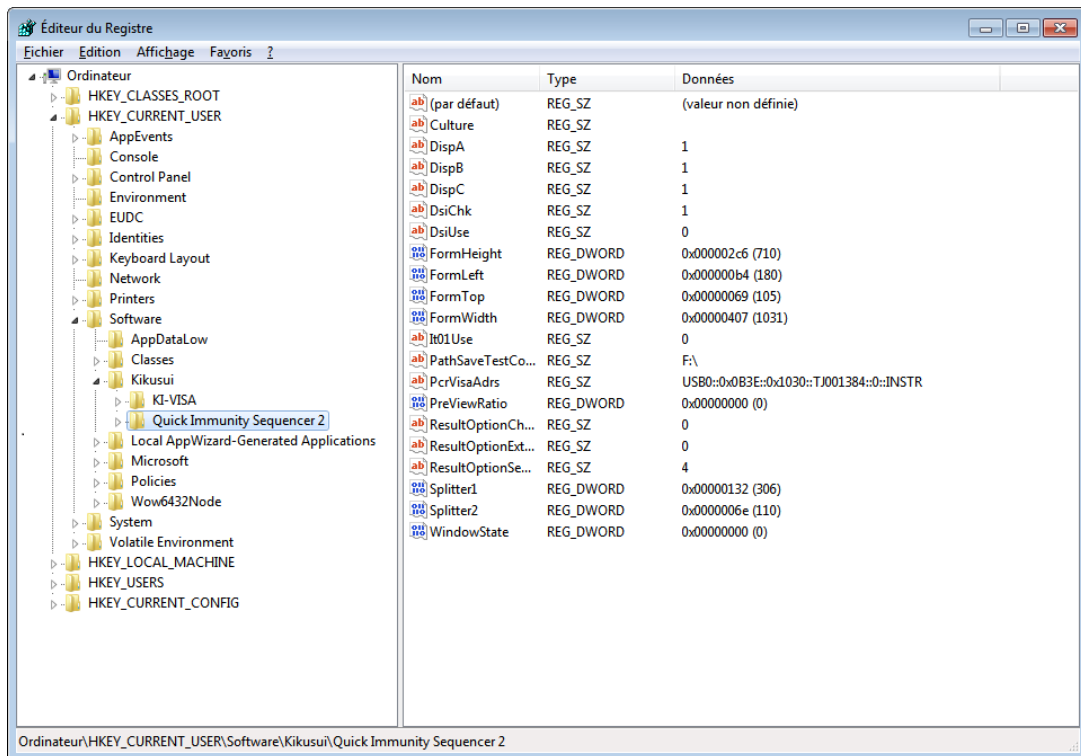 Éditeur du Registre
Fichier Edition Affichage Favoris ?
Ordinateur
HKEY_CLASSES_ROOT
HKEY_CURRENT_USER
AppEvents
Console
Control Panel
Environment
EUDC
Identities
Keyboard Layout
Network
Printers
Software
AppDataLow
Classes
Kikusui
KI-VISA
Quick Immunity Sequencer 2
Local AppWizard-Generated Applications
Microsoft
Policies
Wow6432Node
System
Volatile Environment
HKEY_LOCAL_MACHINE
HKEY_USERS
HKEY_CURRENT_CONFIG
Nom Type Données
(par défaut) REG_SZ (valeur non définie)
Culture REG_SZ
DispA REG_SZ 1
DispB REG_SZ 1
DispC REG_SZ 1
DsiChk REG_SZ 1
DsiUse REG_SZ 0
FormHeight REG_DWORD 0x000002c6 (710)
FormLeft REG_DWORD 0x000000b4 (180)
FormTop REG_DWORD 0x00000069 (105)
FormWidth REG_DWORD 0x00000407 (1031)
It01Use REG_SZ 0
PathSaveTestCo... REG_SZ F:\
PcrVisaAdrs REG_SZ USB0::0x0B3E::0x1030::TJ001384::0::INSTR
PreViewRatio REG_DWORD 0x00000000 (0)
ResultOptionCh... REG_SZ 0
ResultOptionExt... REG_SZ 0
ResultOptionSe... REG_SZ 4
Splitter1 REG_DWORD 0x00000132 (306)
Splitter2 REG_DWORD 0x0000006e (110)
WindowState REG_DWORD 0x00000000 (0)
Ordinateur\HKEY_CURRENT_USER\Software\Kikusui\Quick Immunity Sequencer 2